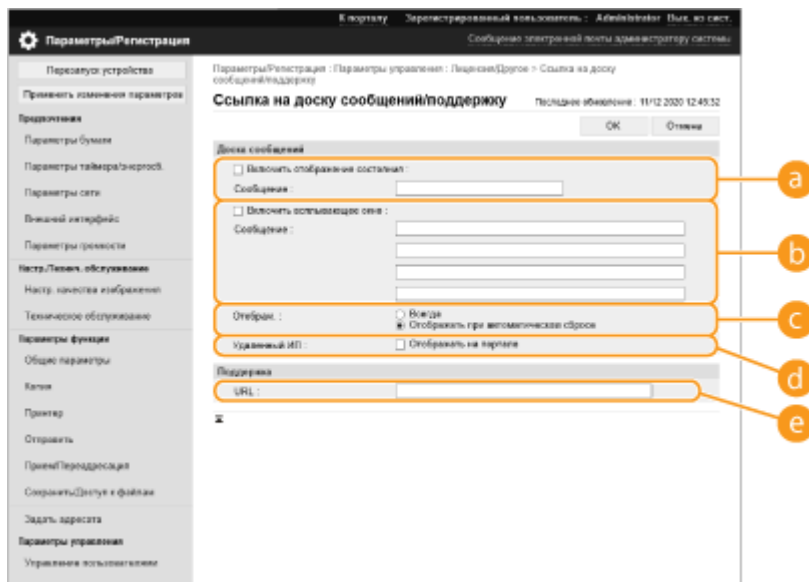 К порталу Зарегистрированный пользователь : Administrator Вых. из сист.
Параметры/Регистрация
Сообщение электронной почты администратору системы
Перезапуск устройства
Применить изменения параметров
Предпочтения
Параметры бумаги
Параметры таймера/энергосб.
Параметры сети
Внешний интерфейс
Параметры громкости
Настр./Технич. обслуживание
Настр. качества изображения
Техническое обслуживание
Параметры функции
Общие параметры
Копия
Принтер
Отправить
Прием/Переадресация
Сохранить/Доступ к файлам
Задать адресата
Параметры управления
Управление пользователями
Параметры/Регистрация : Параметры управления : Лицензия/Другое > Ссылка на доску
сообщений/поддержку
Ссылка на доску сообщений/поддержку
Последнее обновление : 11/12 2020 12:45:32
OK Отмена
Доска сообщений
Включить отображение состояния :
Сообщение :
a
Включить всплывающее окно :
Сообщение :
b
Отображ. :
Всегда
Отображать при автоматическом сбросе
c
Удаленный ИП :
Отображать на портале
d
Поддержка
URL :
e